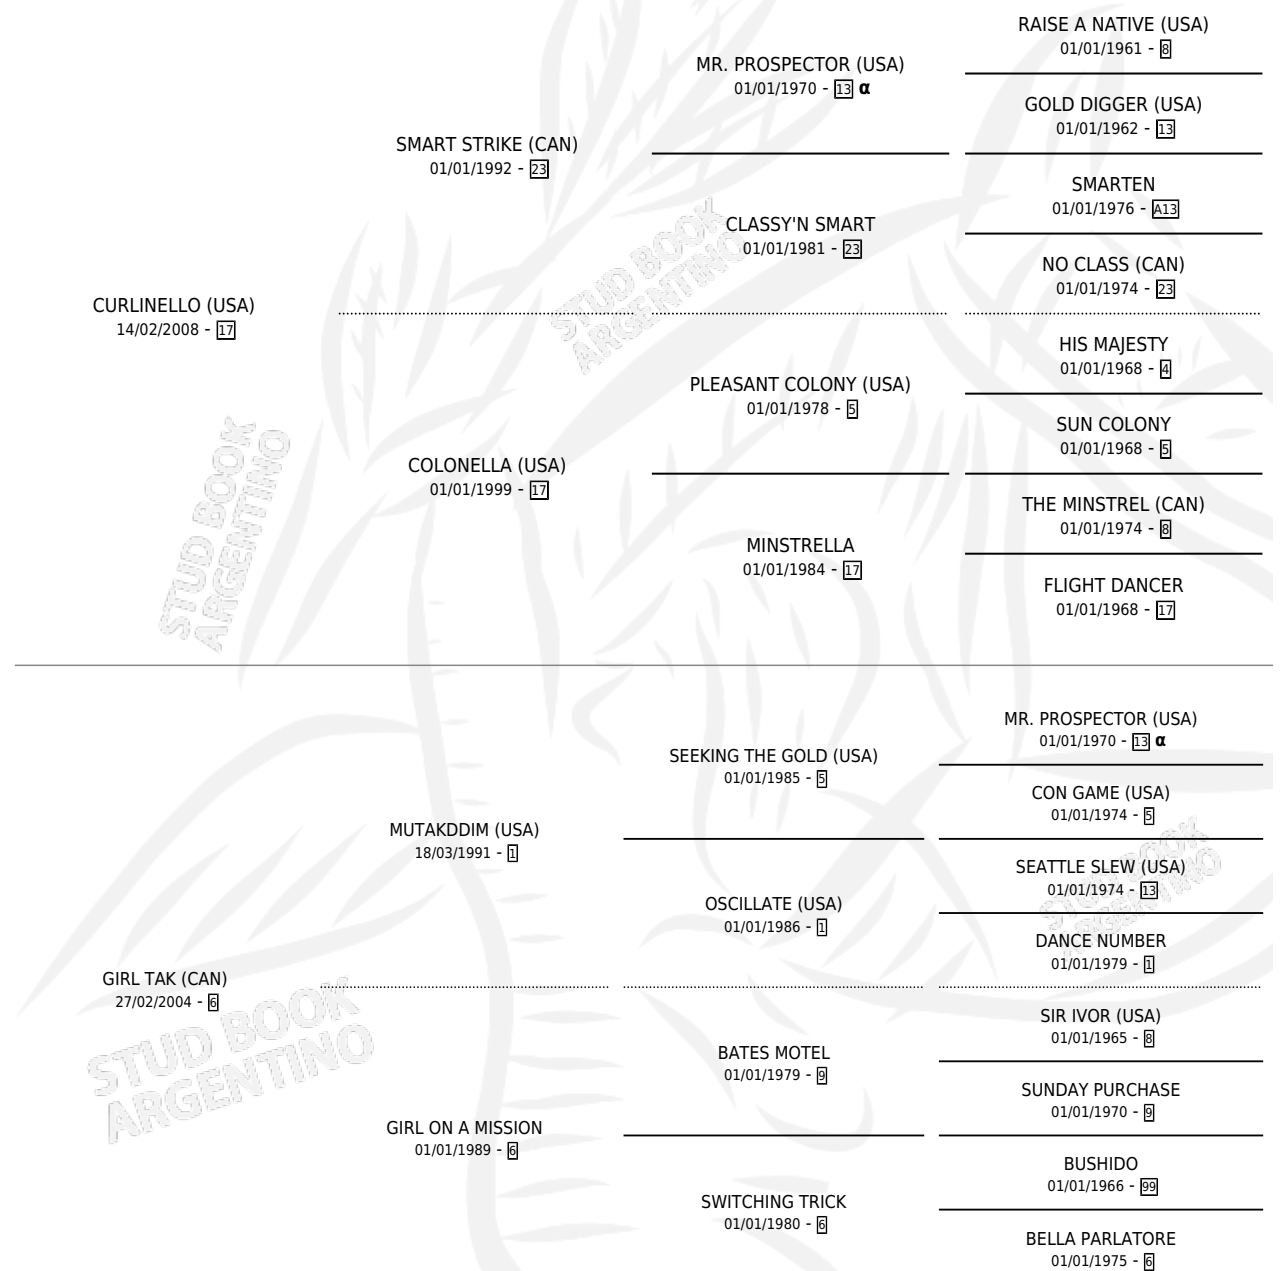 RAISE A NATIVE (USA)
01/01/1961 - 8
MR. PROSPECTOR (USA)
01/01/1970 - 13 α
GOLD DIGGER (USA)
01/01/1962 - 13
SMART STRIKE (CAN)
01/01/1992 - 23
SMARTEN
01/01/1976 - A13
CLASSY'N SMART
01/01/1981 - 23
NO CLASS (CAN)
01/01/1974 - 23
CURLINELLO (USA)
14/02/2008 - 17
HIS MAJESTY
01/01/1968 - 4
PLEASANT COLONY (USA)
01/01/1978 - 5
SUN COLONY
01/01/1968 - 5
COLONELLA (USA)
01/01/1999 - 17
THE MINSTREL (CAN)
01/01/1974 - 8
MINSTRELLA
01/01/1984 - 17
FLIGHT DANCER
01/01/1968 - 17
STUD BOOK
ARGENTINO
STUD BOOK
ARGENTINO
MR. PROSPECTOR (USA)
01/01/1970 - 13 α
SEEKING THE GOLD (USA)
01/01/1985 - 5
CON GAME (USA)
01/01/1974 - 5
MUTAKDDIM (USA)
18/03/1991 - 1
SEATTLE SLEW (USA)
01/01/1974 - 13
OSCILLATE (USA)
01/01/1986 - 1
DANCE NUMBER
01/01/1979 - 1
GIRL TAK (CAN)
27/02/2004 - 6
SIR IVOR (USA)
01/01/1965 - 8
BATES MOTEL
01/01/1979 - 9
SUNDAY PURCHASE
01/01/1970 - 9
GIRL ON A MISSION
01/01/1989 - 6
BUSHIDO
01/01/1966 - 99
SWITCHING TRICK
01/01/1980 - 6
BELLA PARLATORE
01/01/1975 - 6
STUD BOOK
ARGENTINO
STUD BOOK
ARGENTINO